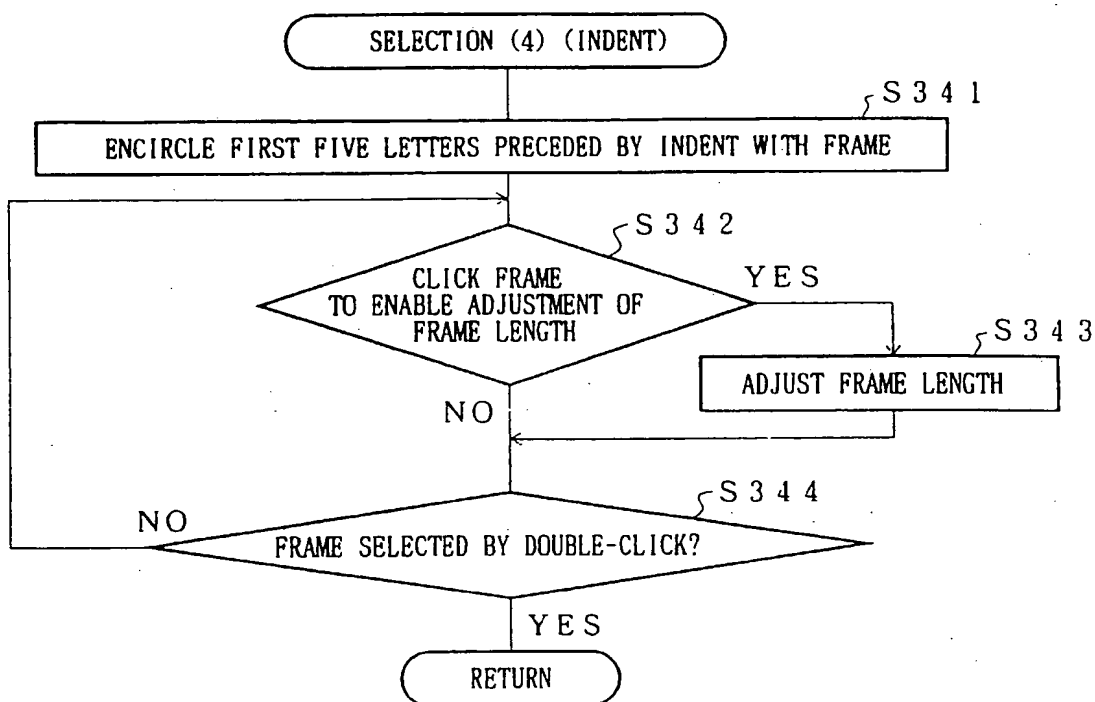 SELECTION (4) (INDENT)
S341
ENCIRCLE FIRST FIVE LETTERS PRECEDED BY INDENT WITH FRAME
S342
CLICK FRAME
TO ENABLE ADJUSTMENT OF
FRAME LENGTH
YES
S343
ADJUST FRAME LENGTH
NO
S344
NO
FRAME SELECTED BY DOUBLE-CLICK?
YES
RETURN